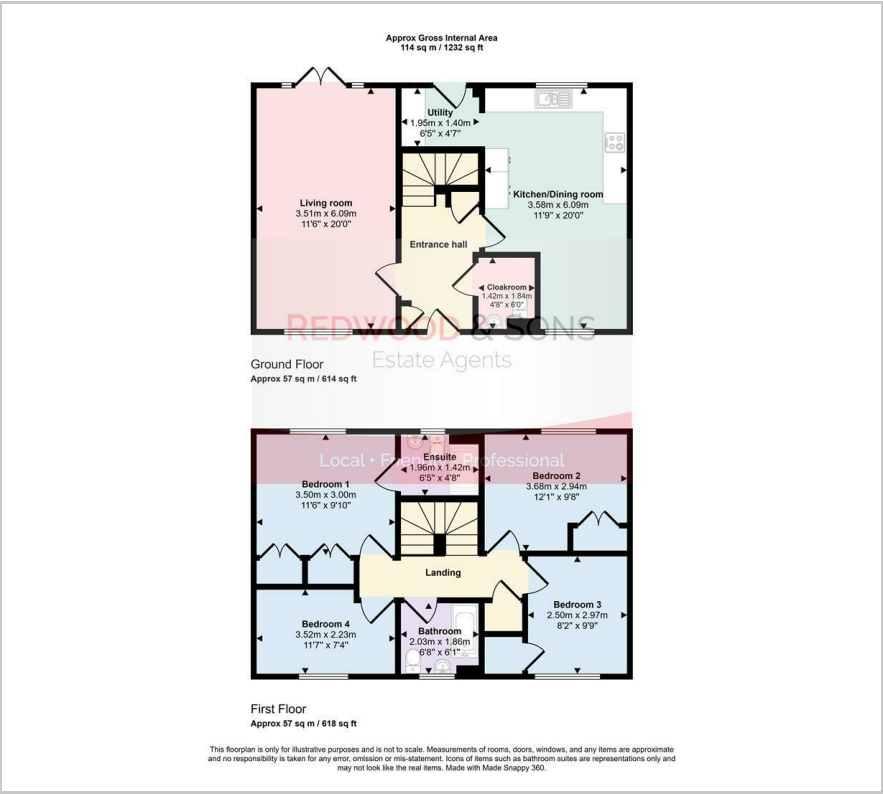 Approx Gross Internal Area
114 sq m / 1232 sq ft
Utility
1.95m x 1.40m
6'5" x 4'7"
Living room
3.51m x 6.09m
11'6" x 20'0"
Kitchen/Dining room
3.58m x 6.09m
11'9" x 20'0"
Entrance hall
Cloakroom
1.42m x 1.84m
4'8" x 6'0"
REDWOOD & SONS
Estate Agents
Ground Floor
Approx 57 sq m / 614 sq ft
Local • Friendly • Professional
Ensuite
1.96m x 1.42m
6'5" x 4'8"
Bedroom 1
3.50m x 3.00m
11'6" x 9'10"
Bedroom 2
3.68m x 2.94m
12'1" x 9'8"
Landing
Bedroom 4
3.52m x 2.23m
11'7" x 7'4"
Bathroom
2.03m x 1.86m
6'8" x 6'1"
Bedroom 3
2.50m x 2.97m
8'2" x 9'9"
First Floor
Approx 57 sq m / 618 sq ft
This floorplan is only for illustrative purposes and is not to scale. Measurements of rooms, doors, windows, and any items are approximate
and no responsibility is taken for any error, omission or mis-statement. Icons of items such as bathroom suites are representations only and
may not look like the real items. Made with Made Snappy 360.